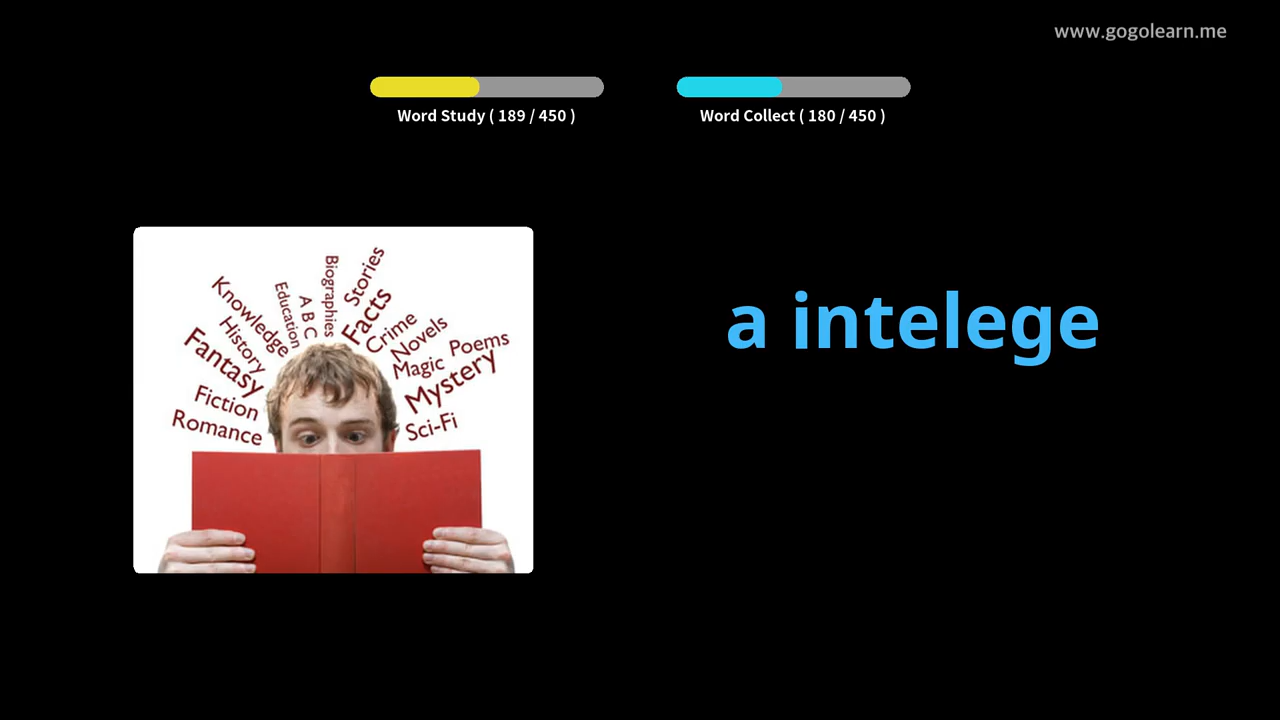 www.gogolearn.me
Word Study ( 189 / 450 )
Word Collect ( 180 / 450 )
a intelege
Knowledge
History
Fantasy
Fiction
Romance
Education
A B C
Biographies
Stories
Facts
Crime
Novels
Magic
Poems
Mystery
Sci-Fi